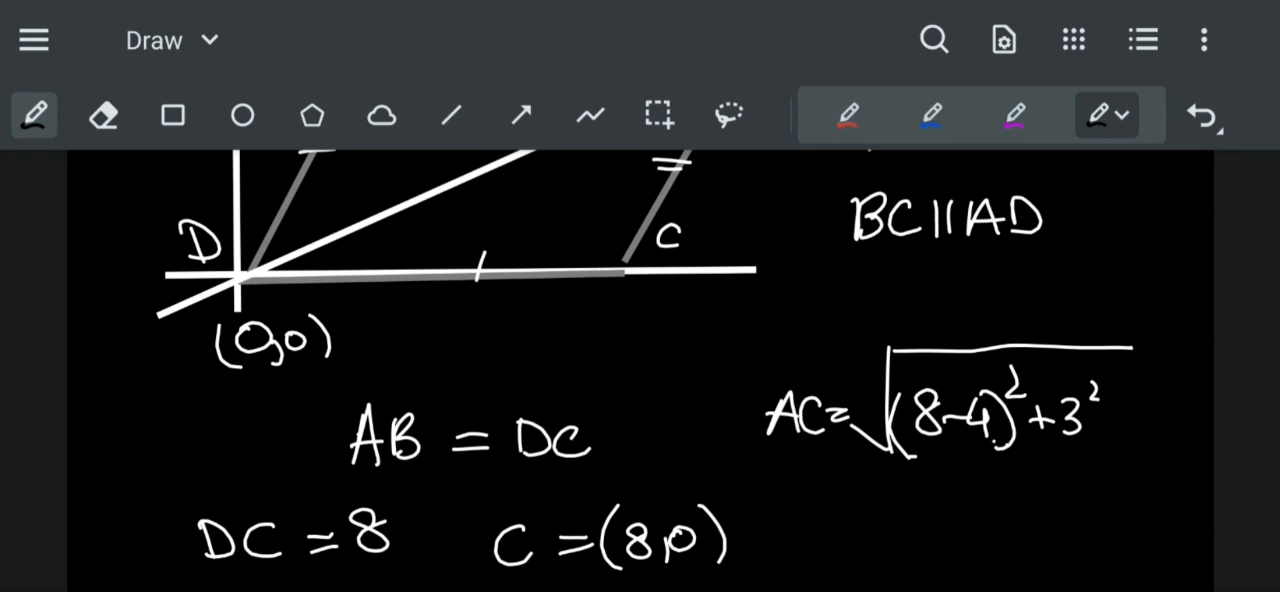 Draw
BC||AD
D
C
(0,0)
AC=√(8-4)²+3²
AB = DC
DC = 8
C = (8,0)